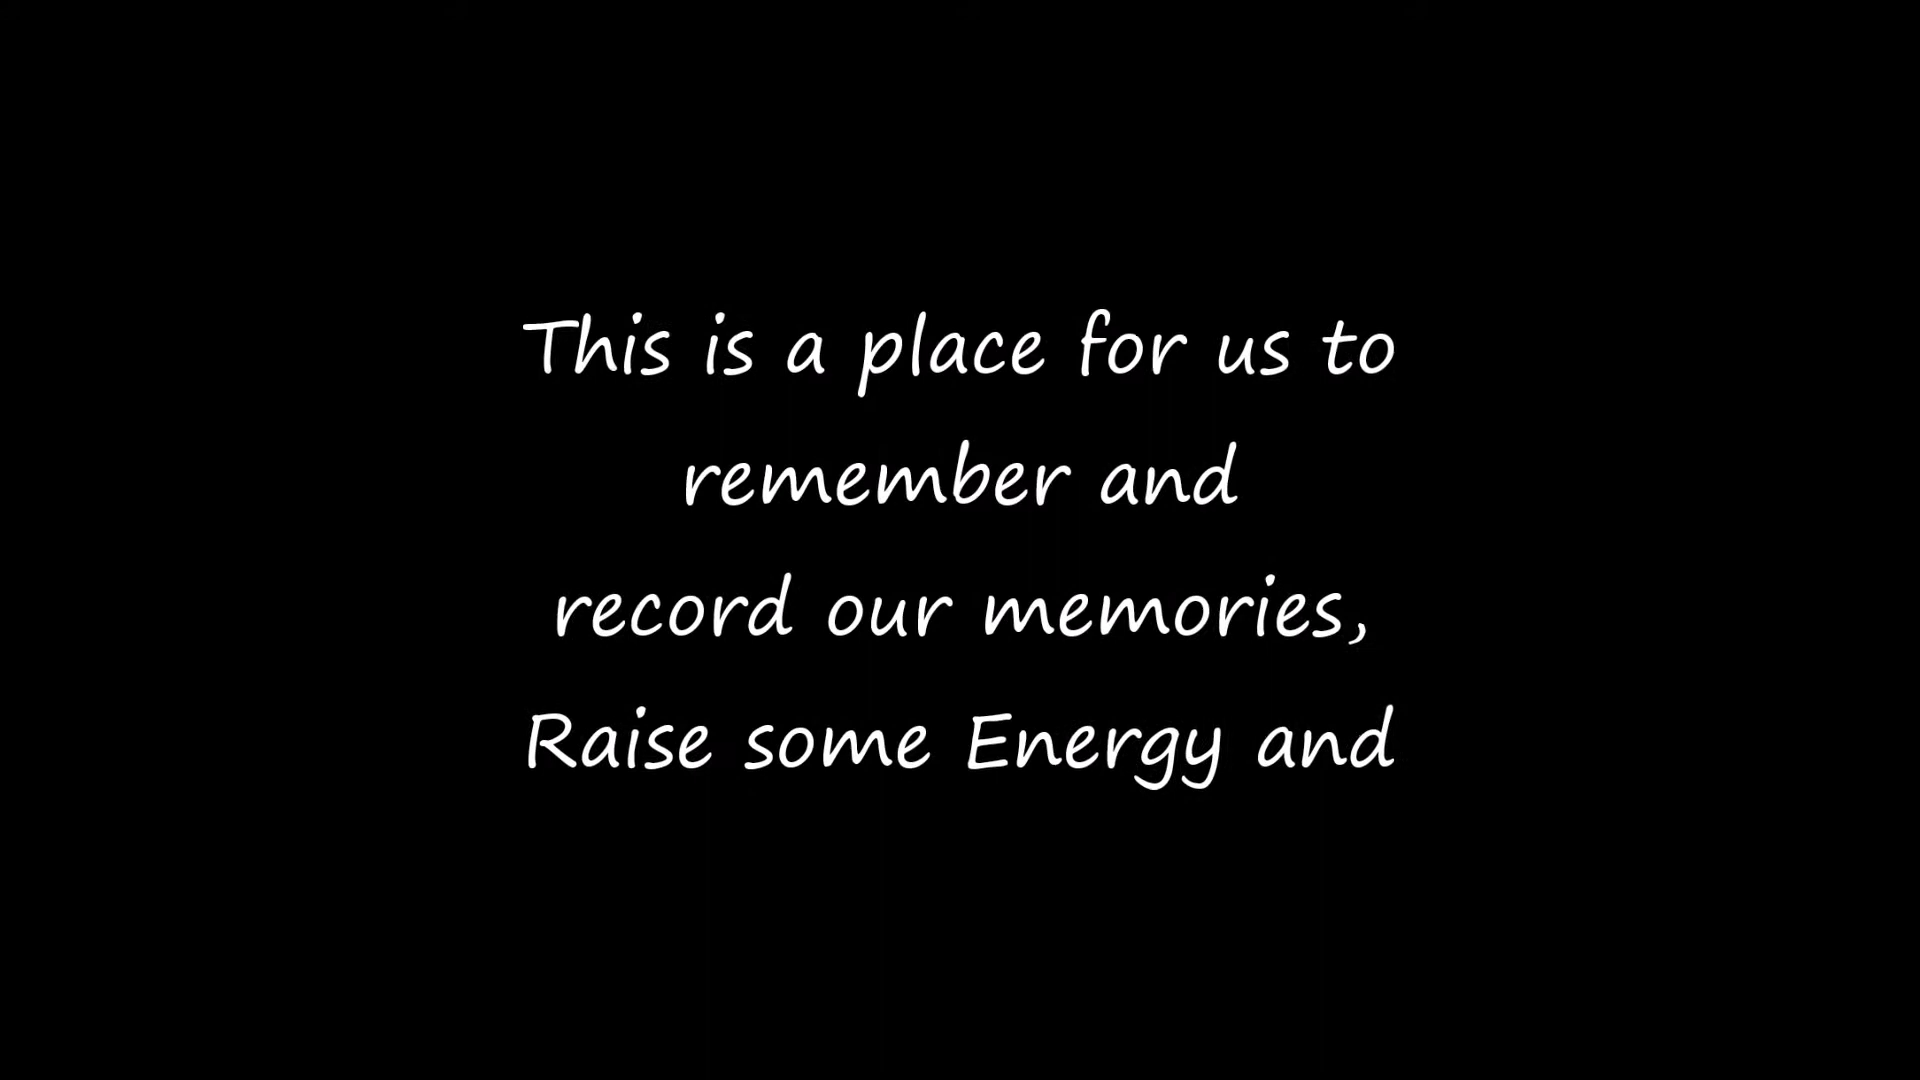 This is a place for us to
remember and
record our memories,
Raise some Energy and